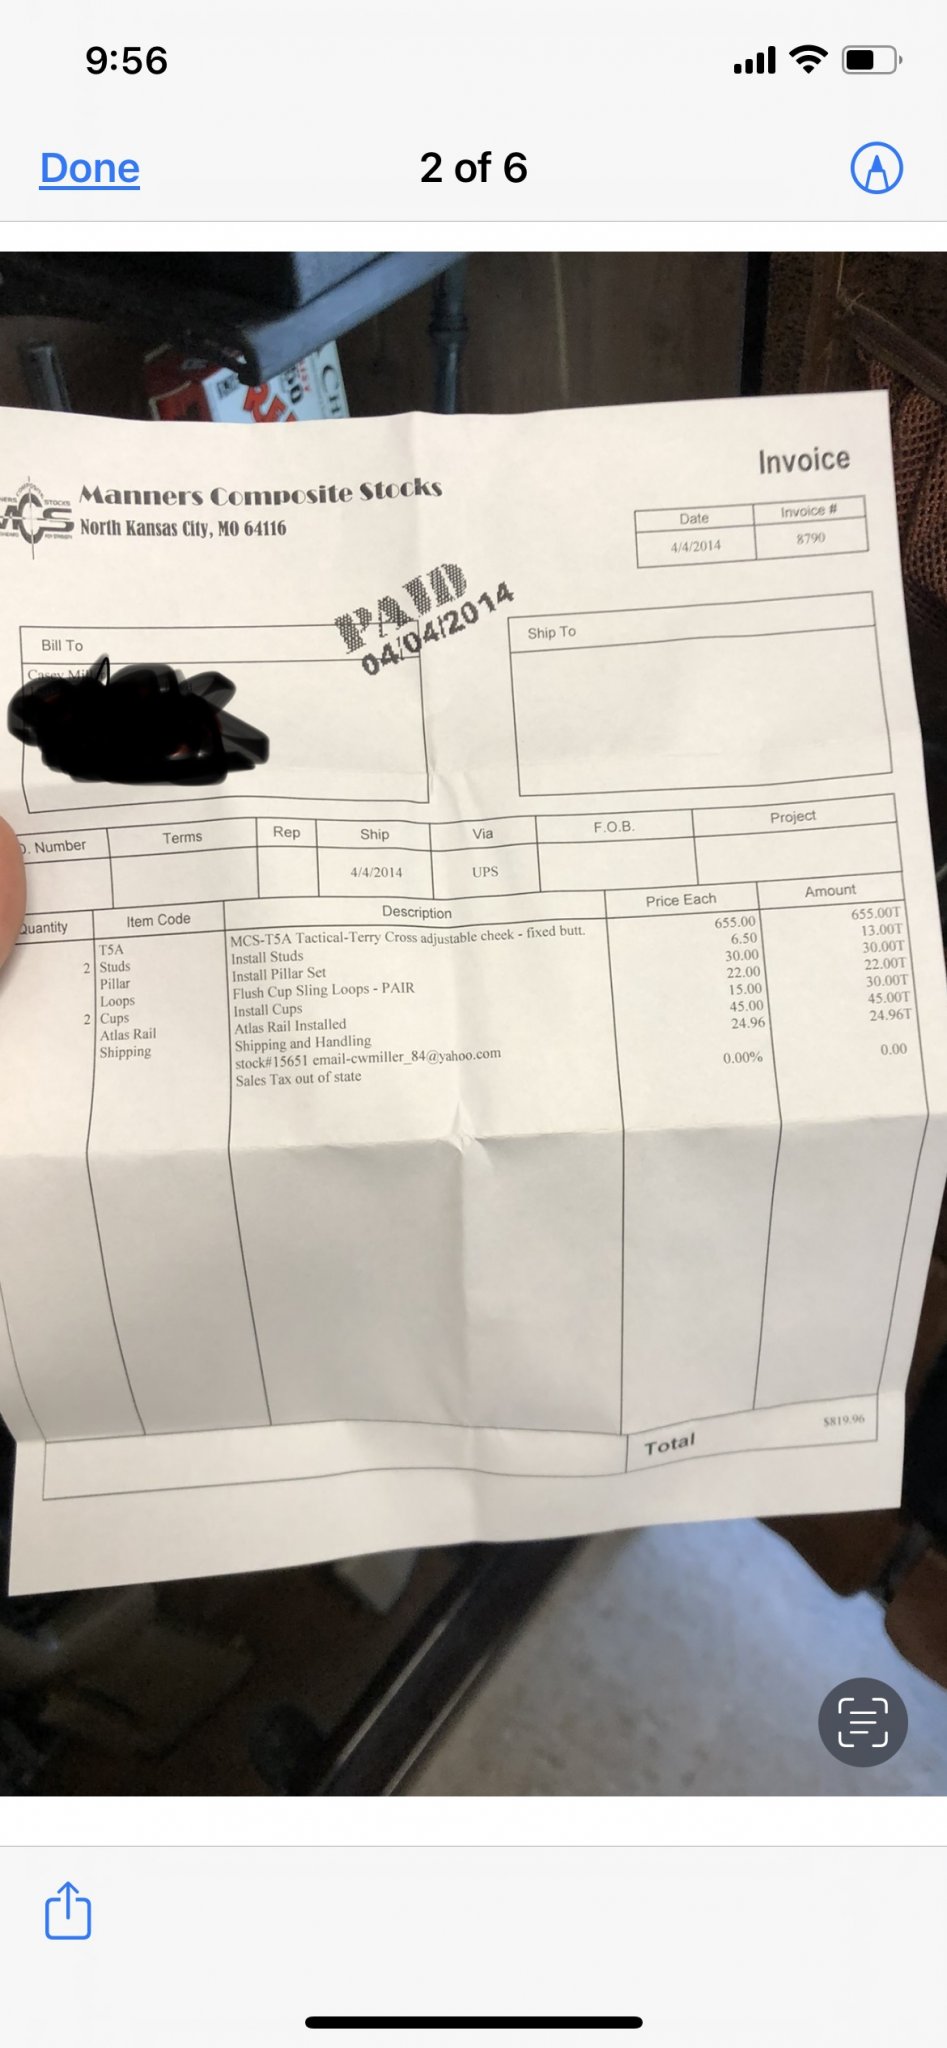 9:56
Done
2 of 6
Invoice
Manners Composite Stocks
North Kansas City, MO 64116
MCS
STOCKS
Date Invoice #
4/4/2014 8790
PAID
04/04/2014
Bill To
Ship To
Casey Mil
. Number Terms Rep Ship Via F.O.B. Project
4/4/2014 UPS
Quantity Item Code Description Price Each Amount
T5A MCS-T5A Tactical-Terry Cross adjustable cheek - fixed butt. 655.00 655.00T
2 Studs Install Studs 6.50 13.00T
Pillar Install Pillar Set 30.00 30.00T
Loops Flush Cup Sling Loops - PAIR 22.00 22.00T
2 Cups Install Cups 15.00 30.00T
Atlas Rail Atlas Rail Installed 45.00 45.00T
Shipping Shipping and Handling 24.96 24.96T
stock#15651 email-cwmiller_84@yahoo.com
Sales Tax out of state 0.00% 0.00
Total $819.96